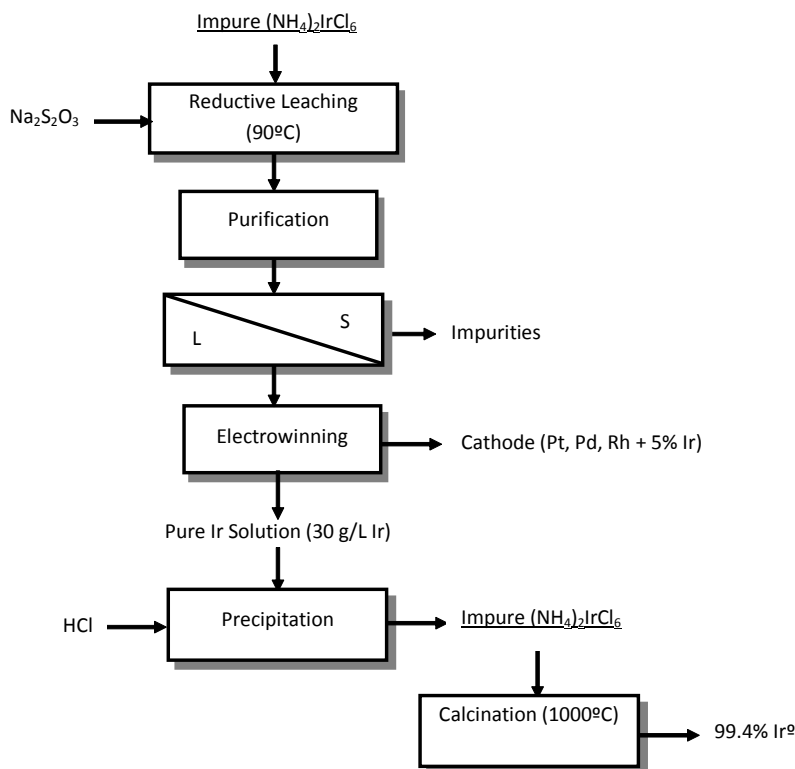 Impure (NH₄)₂IrCl₆
Reductive Leaching
(90ºC)
Na₂S₂O₃
Purification
L
S
Impurities
Electrowinning
Cathode (Pt, Pd, Rh + 5% Ir)
Pure Ir Solution (30 g/L Ir)
Precipitation
HCl
Impure (NH₄)₂IrCl₆
Calcination (1000ºC)
99.4% Irº